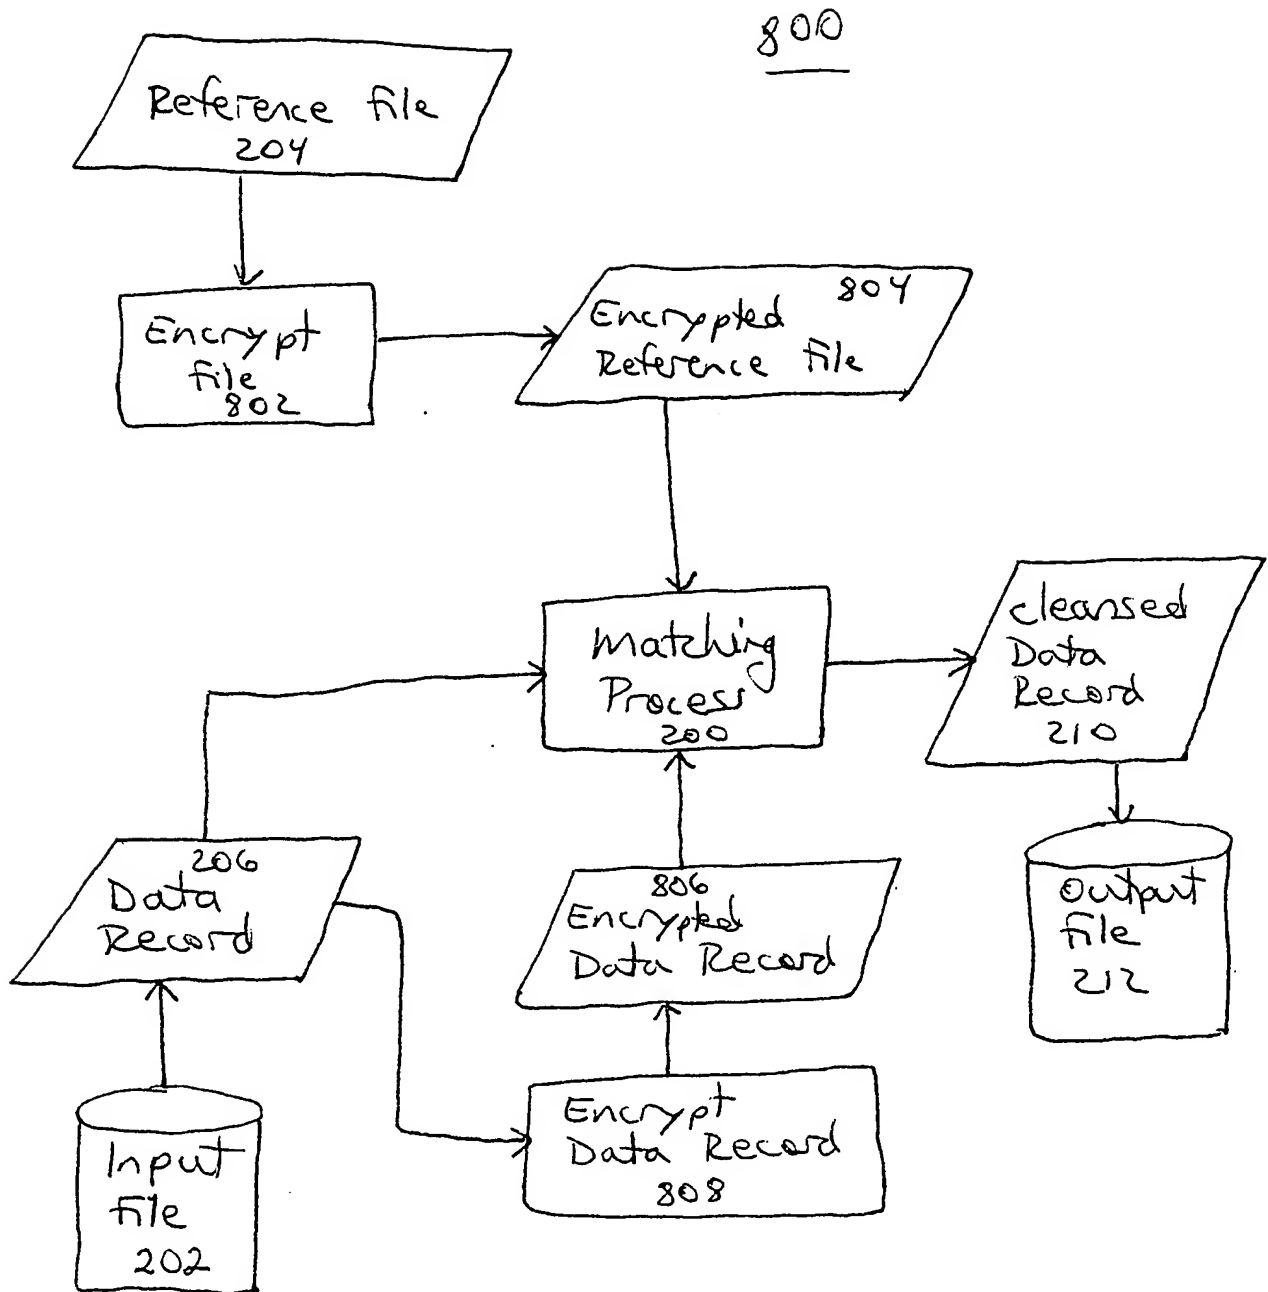 800
Reference file
204
Encrypt
file
802
804
Encrypted
Reference file
Matching
Process
200
cleansed
Data
Record
210
206
Data
Record
806
Encrypted
Data Record
output
file
212
Encrypt
Data Record
808
Input
file
202